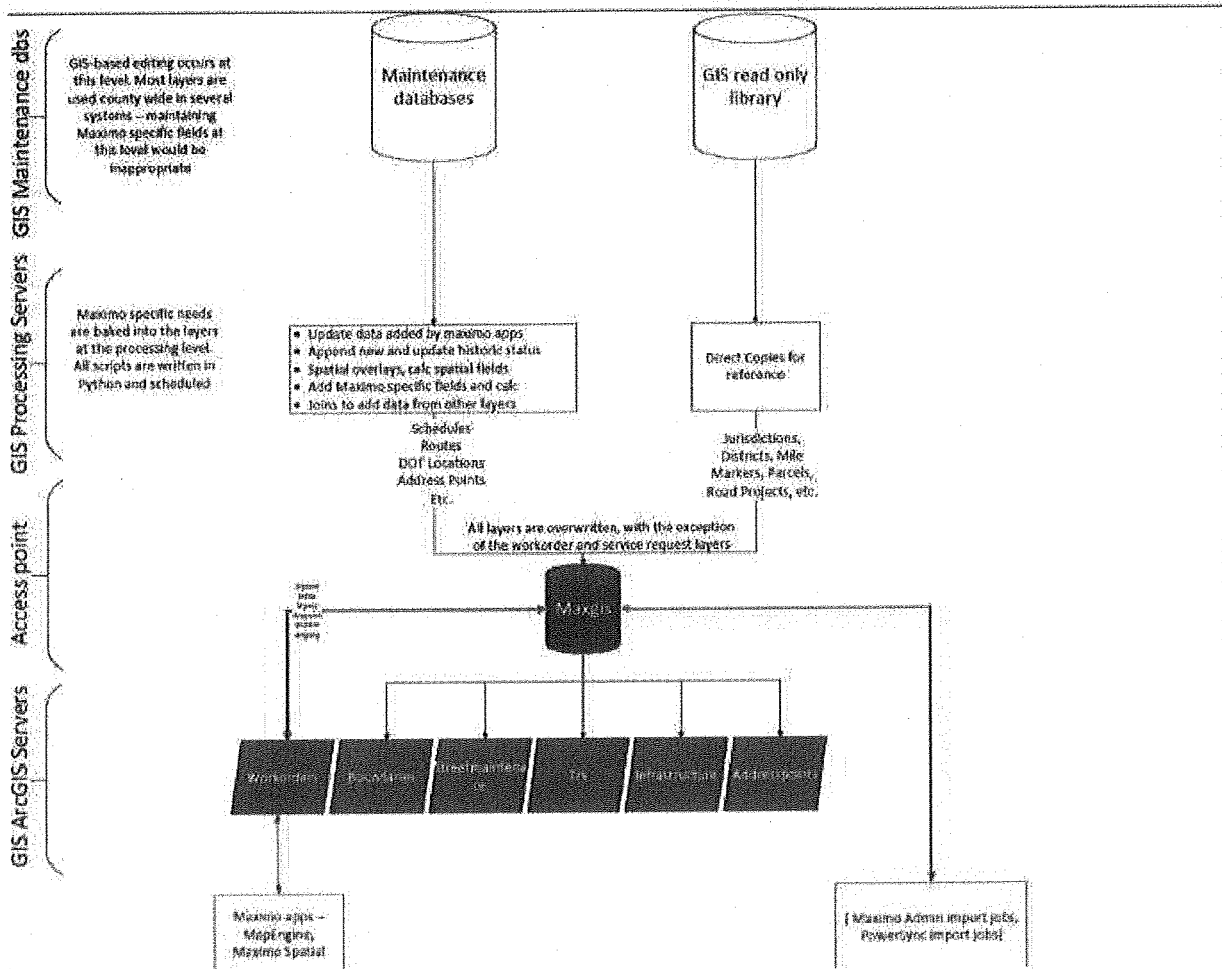 GIS Maintenance dbs
GIS-based editing occurs at
this level. Most layers are
used county wide in several
systems – maintaining
Maximo specific fields at
this level would be
inappropriate
Maintenance
databases
GIS read only
library
GIS Processing Servers
Maximo specific needs
are baked into the layers
at the processing level.
All scripts are written in
Python and scheduled
• Update data added by maximo apps
• Append new and update historic status
• Spatial overlays, calc spatial fields
• Add Maximo specific fields and calc
• Joins to add data from other layers
Direct Copies for
reference
Schedules
Routes
DOT Locations
Address Points
Etc.
Jurisdictions,
Districts, Mile
Markers, Parcels,
Road Projects, etc.
Access point
All layers are overwritten, with the exception
of the workorder and service request layers
Maxgis
GIS ArcGIS Servers
Workorders
Boundaries
Infrastructure
Addresspoints
Maximo apps –
MapEngine,
Maximo Spatial
[ Maximo Admin import jobs,
PowerSync import jobs]